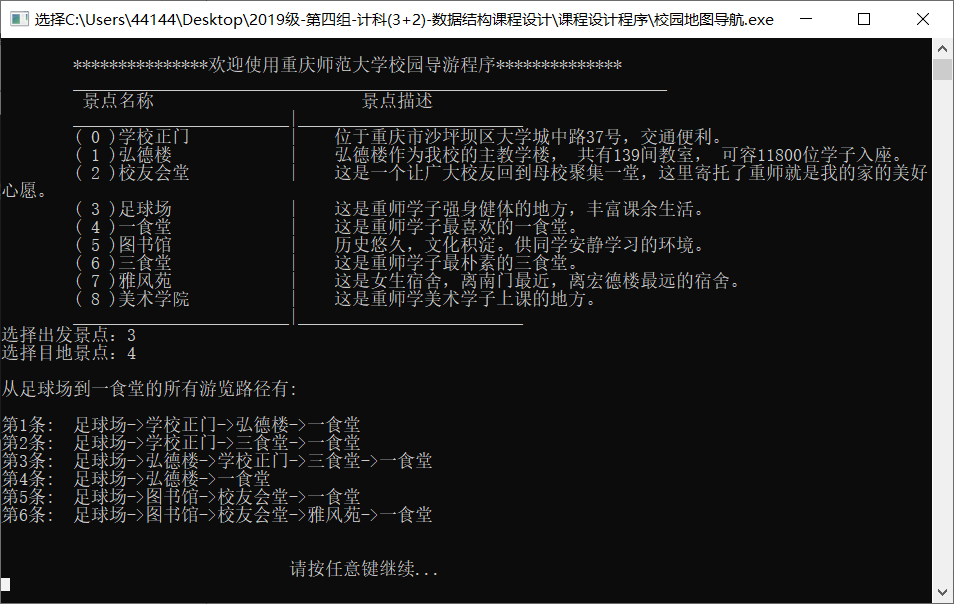 选择C:\Users\44144\Desktop\2019级-第四组-计科(3+2)-数据结构课程设计\课程设计程序\校园地图导航.exe
***************欢迎使用重庆师范大学校园导游程序**************
景点名称 景点描述
( 0 )学校正门 | 位于重庆市沙坪坝区大学城中路37号，交通便利。
( 1 )弘德楼 | 弘德楼作为我校的主教学楼， 共有139间教室， 可容11800位学子入座。
( 2 )校友会堂 | 这是一个让广大校友回到母校聚集一堂，这里寄托了重师就是我的家的美好
心愿。
( 3 )足球场 | 这是重师学子强身健体的地方，丰富课余生活。
( 4 )一食堂 | 这是重师学子最喜欢的一食堂。
( 5 )图书馆 | 历史悠久，文化积淀。供同学安静学习的环境。
( 6 )三食堂 | 这是重师学子最朴素的三食堂。
( 7 )雅风苑 | 这是女生宿舍，离南门最近，离宏德楼最远的宿舍。
( 8 )美术学院 | 这是重师学美术学子上课的地方。
选择出发景点：3
选择目地景点：4
从足球场到一食堂的所有游览路径有:
第1条: 足球场->学校正门->弘德楼->一食堂
第2条: 足球场->学校正门->三食堂->一食堂
第3条: 足球场->弘德楼->学校正门->三食堂->一食堂
第4条: 足球场->弘德楼->一食堂
第5条: 足球场->图书馆->校友会堂->一食堂
第6条: 足球场->图书馆->校友会堂->雅风苑->一食堂
请按任意键继续...